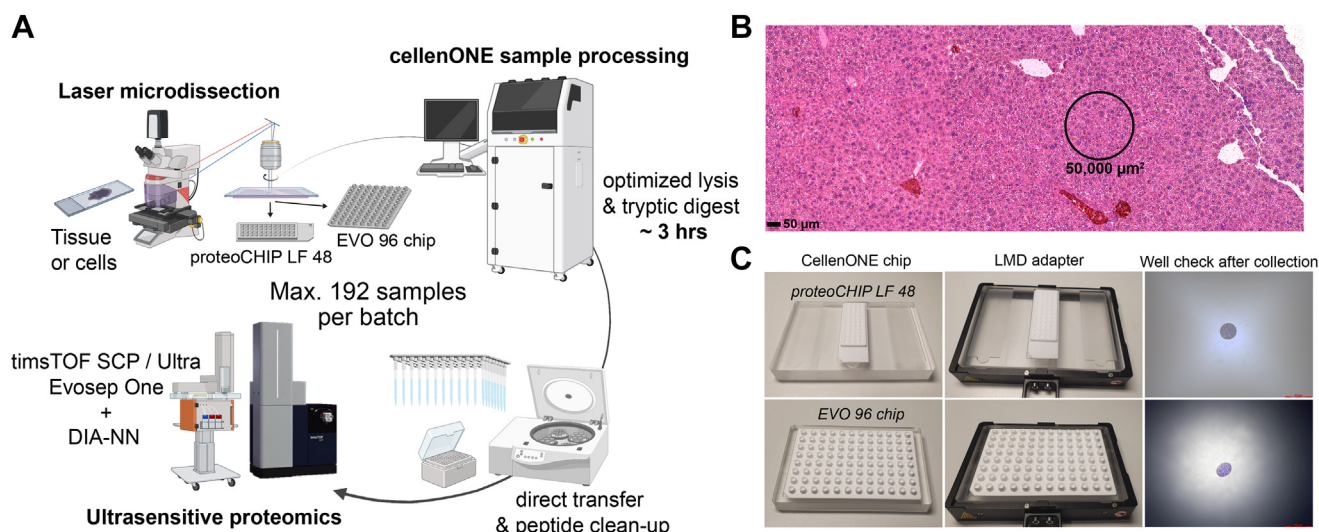 A
Laser microdissection
cellenONE sample processing
Tissue
or cells
proteoCHIP LF 48
EVO 96 chip
optimized lysis
& tryptic digest
~ 3 hrs
Max. 192 samples
per batch
timsTOF SCP / Ultra
Evosep One
+
DIA-NN
Ultrasensitive proteomics
direct transfer
& peptide clean-up
B
50,000 µm²
50 µm
C
CellenONE chip
LMD adapter
Well check after collection
proteoCHIP LF 48
EVO 96 chip